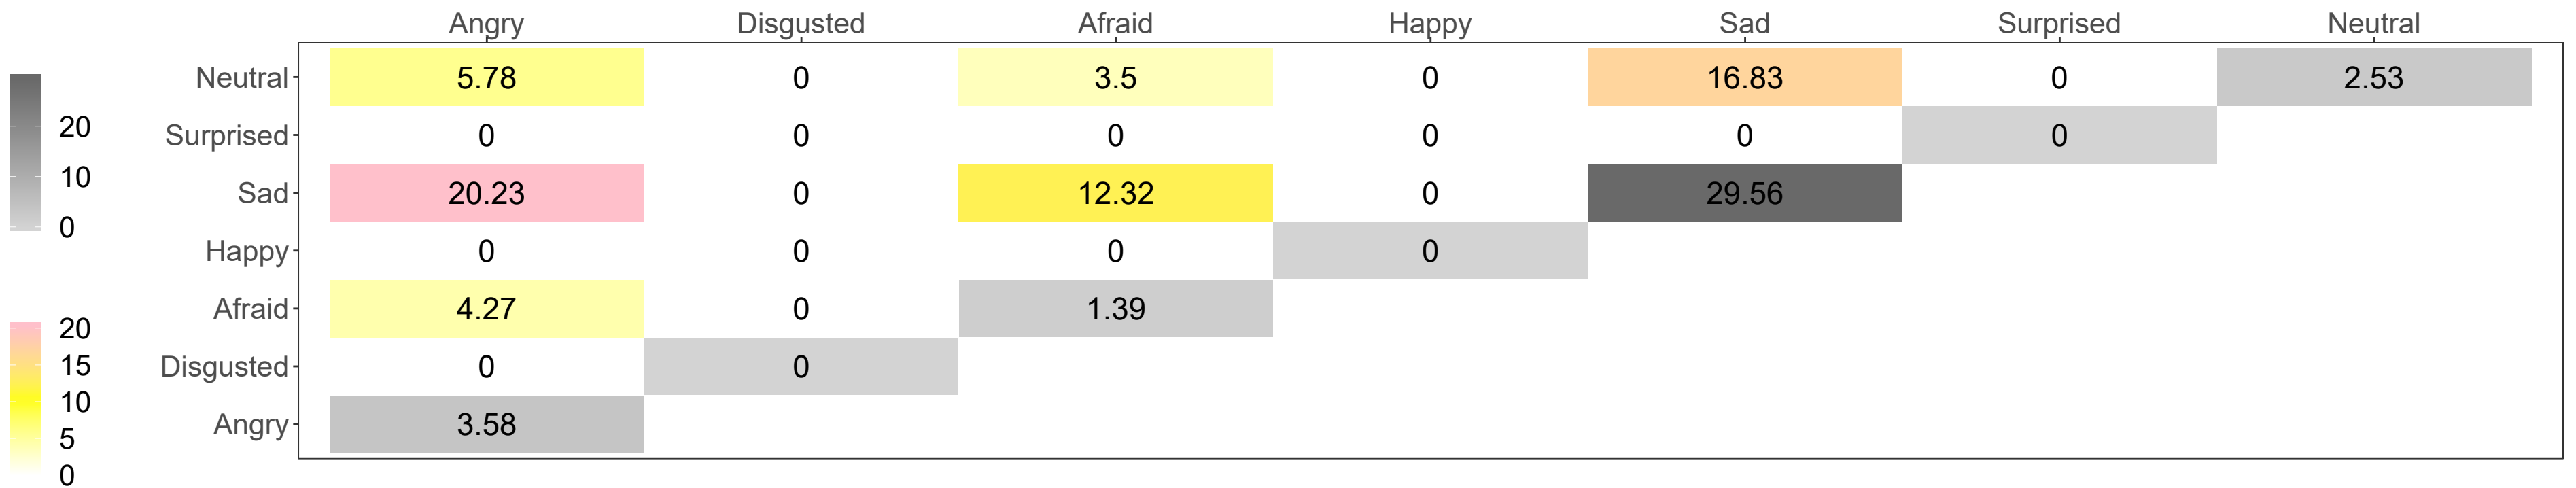 Angry Disgusted Afraid Happy Sad Surprised Neutral
Neutral 5.78 0 3.5 0 16.83 0 2.53
Surprised 0 0 0 0 0 0
Sad 20.23 0 12.32 0 29.56
Happy 0 0 0 0
Afraid 4.27 0 1.39
Disgusted 0 0
Angry 3.58
20
10
0
20
15
10
5
0